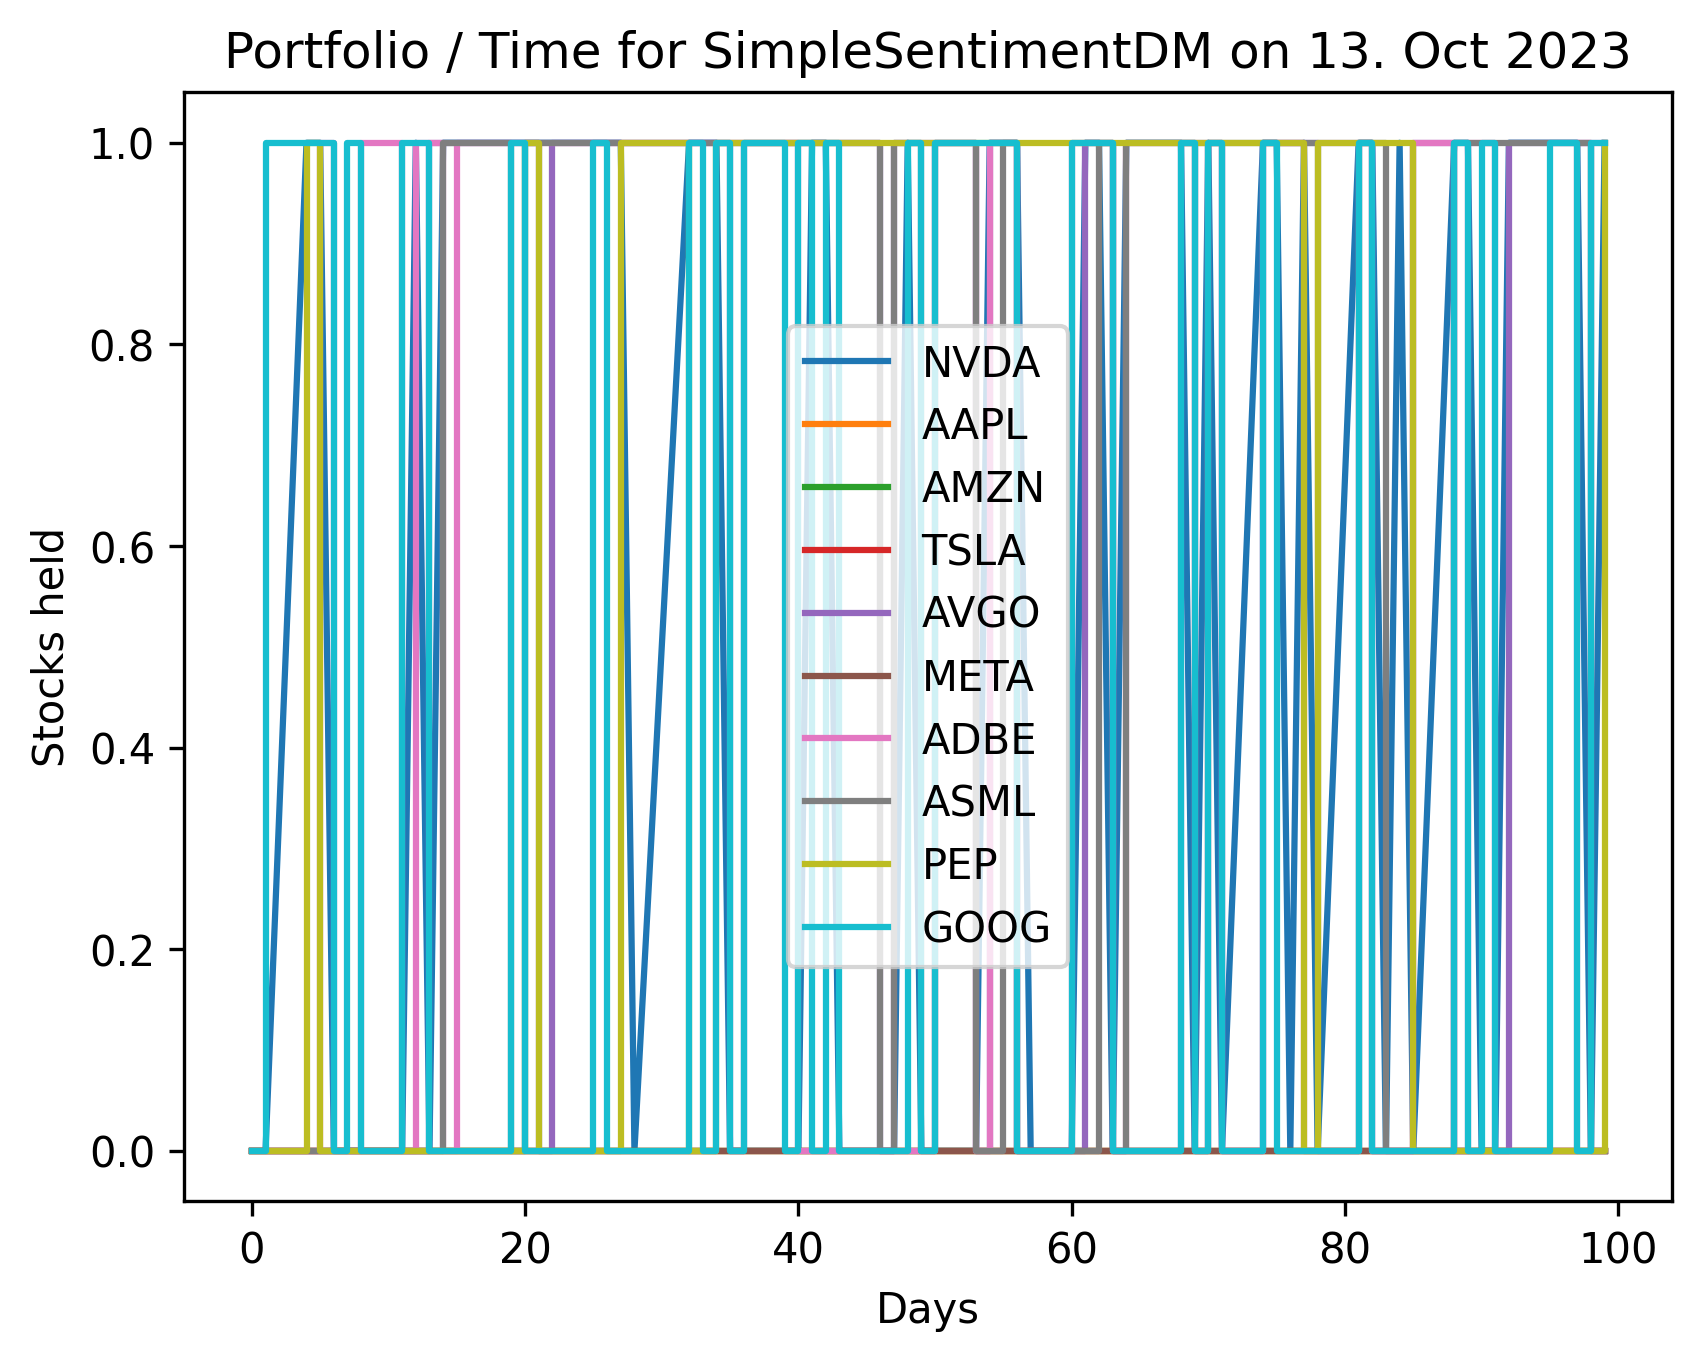 Portfolio / Time for SimpleSentimentDM on 13. Oct 2023
1.0
0.8
0.6
0.4
0.2
0.0
Stocks held
NVDA
AAPL
AMZN
TSLA
AVGO
META
ADBE
ASML
PEP
GOOG
0 20 40 60 80 100
Days